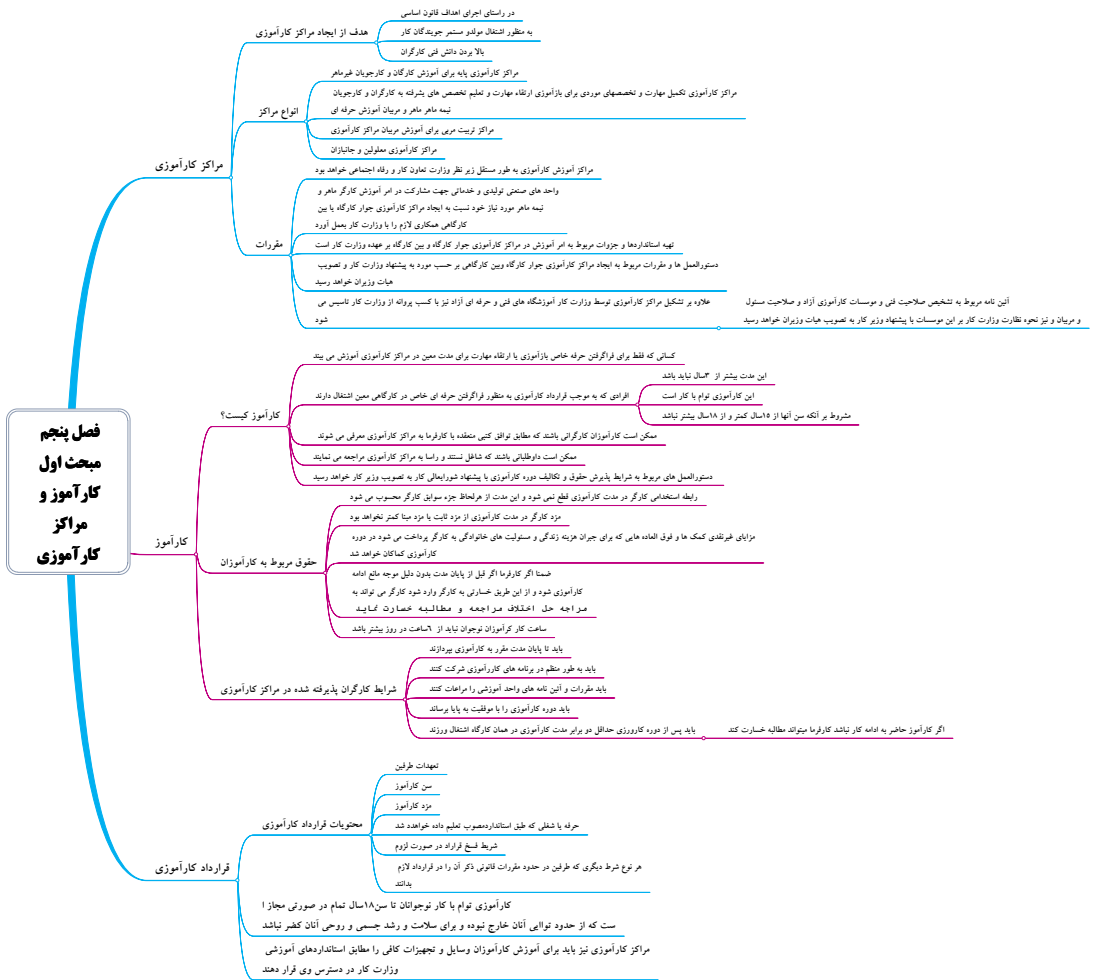 فصل پنجم
مبحث اول
کارآموز و
مراکز
کارآموزی
مراکز کارآموزی
هدف از ایجاد مراکز کارآموزی
در راستای اجرای اهداف قانون اساسی
به منظور اشتغال مولدو مستمر جویندگان کار
بالا بردن دانش فنی کارگران
انواع مراکز
مراکز کارآموزی پایه برای آموزش کارگان و کارجویان غیرماهر
مراکز کارآموزی تکمیل مهارت و تخصصهای موردی برای بازآموزی ارتقاء مهارت و تعلیم تخصص های یشرفته به کارگران و کارجویان
نیمه ماهر ماهر و مربیان آموزش حرفه ای
مراکز تربیت مربی برای آموزش مربیان مراکز کارآموزی
مراکز کارآموزی معلولین و جانبازان
مقررات
مراکز آموزش کارآموزی به طور مستقل زیر نظر وزارت تعاون کار و رفاه اجتماعی خواهد بود
واحد های صنعتی تولیدی و خدماتی جهت مشارکت در امر آموزش کارگر ماهر و
نیمه ماهر مورد نیاز خود نسبت به ایجاد مراکز کارآموزی جوار کارگاه یا بین
کارگاهی همکاری لازم را با وزارت کار بعمل آورد
تهیه استانداردها و جزوات مربوط به امر آموزش در مراکز کارآموزی جوار کارگاه و بین کارگاه بر عهده وزارت کار است
دستورالعمل ها و مقررات مربوط به ایجاد مراکز کارآموزی جوار کارگاه وبین کارگاهی بر حسب مورد به پیشنهاد وزارت کار و تصویب
هیات وزیران خواهد رسید
علاوه بر تشکیل مراکز کارآموزی توسط وزارت کار آموزشگاه های فنی و حرفه ای آزاد نیز با کسب پروانه از وزارت کار تاسیس می
شود
آئین نامه مربوط به تشخیص صلاحیت فنی و موسسات کارآموزی آزاد و صلاحیت مسئول
و مربیان و نیز نحوه نظارت وزارت کار بر این موسسات با پیشنهاد وزیر کار به تصویب هیات وزیران خواهد رسید
کارآموز
کارآموز کیست؟
کسانی که فقط برای فراگرفتن حرفه خاص بازآموزی یا ارتقاء مهارت برای مدت معین در مراکز کارآموزی آموزش می بیند
افرادی که به موجب قرارداد کارآموزی به منظور فراگرفتن حرفه ای خاص در کارگاهی معین اشتغال دارند
این مدت بیشتر از ۳سال نباید باشد
این کارآموزی توام با کار است
مشروط بر آنکه سن آنها از ۱۵سال کمتر و از ۱۸سال بیشتر نباشد
ممکن است کارآموزان کارگرانی باشند که مطابق توافق کتبی منعقده با کارفرما به مراکز کارآموزی معرفی می شوند
ممکن است داوطلبانی باشند که شاغل نستند و راسا به مراکز کارآموزی مراجعه می نمایند
دستورالعمل های مربوط به شرایط پذیرش حقوق و تکالیف دوره کارآموزی با پیشنهاد شورایعالی کار به تصویب وزیر کار خواهد رسید
حقوق مربوط به کارآموزان
رابطه استخدامی کارگر در مدت کارآموزی قطع نمی شود و این مدت از هرلحاظ جزء سوابق کارگر محسوب می شود
مزد کارگر در مدت کارآموزی از مزد ثابت یا مزد مبنا کمتر نخواهد بود
مزایای غیرنقدی کمک ها و فوق العاده هایی که برای جبران هزینه زندگی و مسئولیت های خانوادگی به کارگر پرداخت می شود در دوره
کارآموزی کماکان خواهد شد
ضمنا اگر کارفرما اگر قبل از پایان مدت بدون دلیل موجه مانع ادامه
کارآموزی شود و از این طریق خسارتی به کارگر وارد شود کارگر می تواند به
مراجه حل اختلاف مراجعه و مطالبه خسارت نماید
ساعت کار کرآموزان نوجوان نباید از ۶ساعت در روز بیشتر باشد
شرایط کارگران پذیرفته شده در مراکز کارآموزی
باید تا پایان مدت مقرر به کارآموزی بپردازند
باید به طور منظم در برنامه های کاررآموزی شرکت کنند
باید مقررات و آئین نامه های واحد آموزشی را مراعات کنند
باید دوره کارآموزی را با موفقیت به پایا برساند
باید پس از دوره کارورزی حداقل دو برابر مدت کارآموزی در همان کارگاه اشتغال ورزند
اگر کارآموز حاضر به ادامه کار نباشد کارفرما میتواند مطالبه خسارت کند
قرارداد کارآموزی
محتویات قرارداد کارآموزی
تعهدات طرفین
سن کارآموز
مزد کارآموز
حرفه یا شغلی که طبق استانداردمصوب تعلیم داده خواهدد شد
شریط فسخ قراراد در صورت لزوم
هر نوع شرط دیگری که طرفین در حدود مقررات قانونی ذکر آن را در قرارداد لازم
بدانند
کارآموزی توام با کار نوجوانان تا سن۱۸سال تمام در صورتی مجاز ا
ست که از حدود تواایی آنان خارج نبوده و برای سلامت و رشد جسمی و روحی آنان کضر نباشد
مراکز کارآموزی نیز باید برای آموزش کارآموزان وسایل و تجهیزات کافی را مطابق استانداردهای آموزشی
وزارت کار در دسترس وی قرار دهند